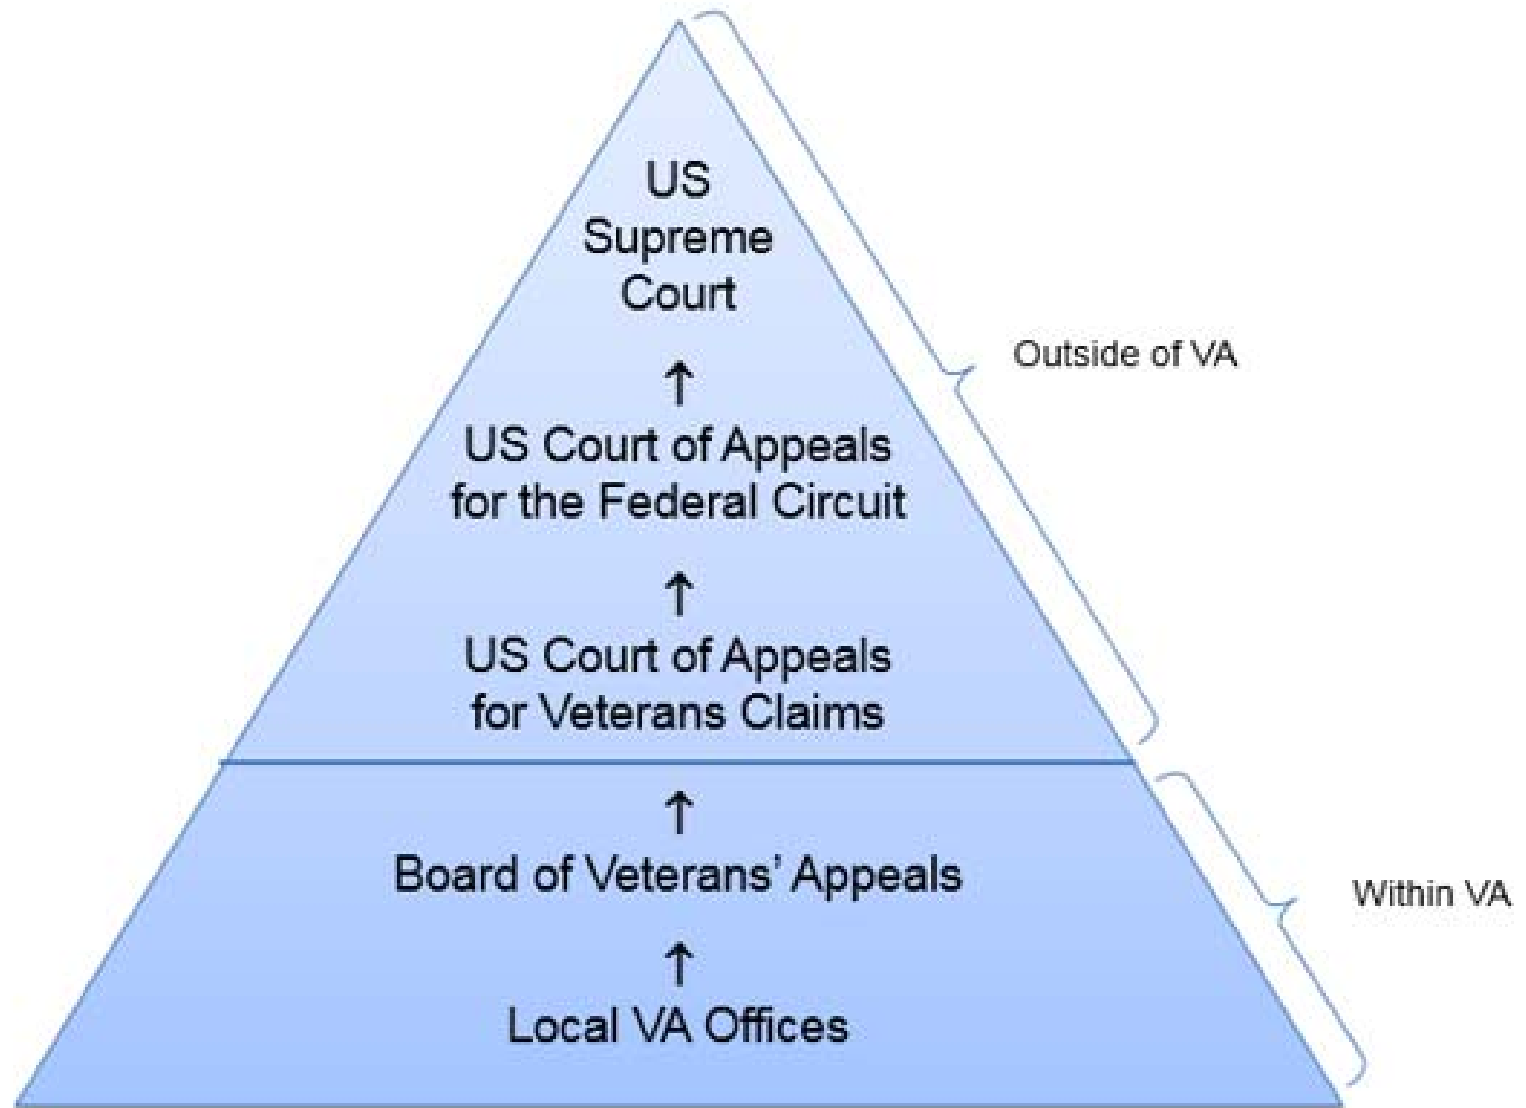 US
Supreme
Court
↑
US Court of Appeals
for the Federal Circuit
↑
US Court of Appeals
for Veterans Claims
↑
Board of Veterans’ Appeals
↑
Local VA Offices
Outside of VA
Within VA